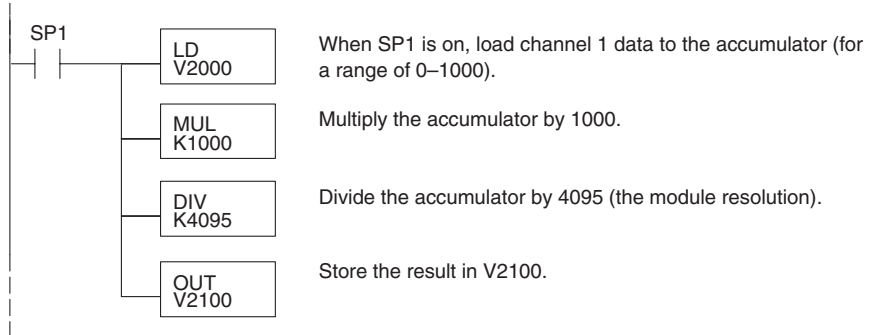 SP1
LD
V2000
When SP1 is on, load channel 1 data to the accumulator (for
a range of 0–1000).
MUL
K1000
Multiply the accumulator by 1000.
DIV
K4095
Divide the accumulator by 4095 (the module resolution).
OUT
V2100
Store the result in V2100.